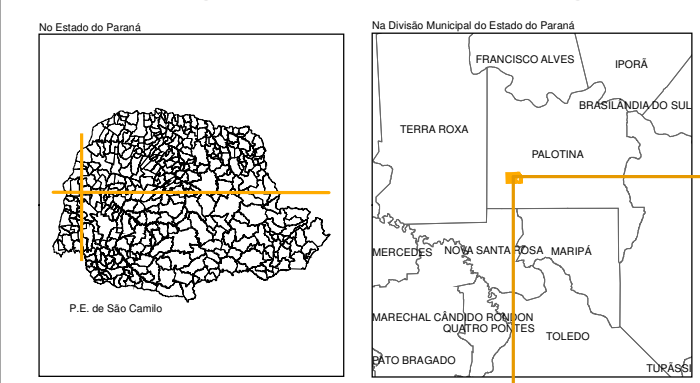 No Estado do Paraná
Na Divisão Municipal do Estado do Paraná
FRANCISCO ALVES
IPORÃ
BRASILÂNDIA DO SUL
TERRA ROXA
PALOTINA
MERCEDES
NOVA SANTA ROSA
MARIPÁ
P.E. de São Camilo
MARECHAL CÂNDIDO RONDON
QUATRO PONTES
TOLEDO
PATO BRAGADO
TUPÃSSI